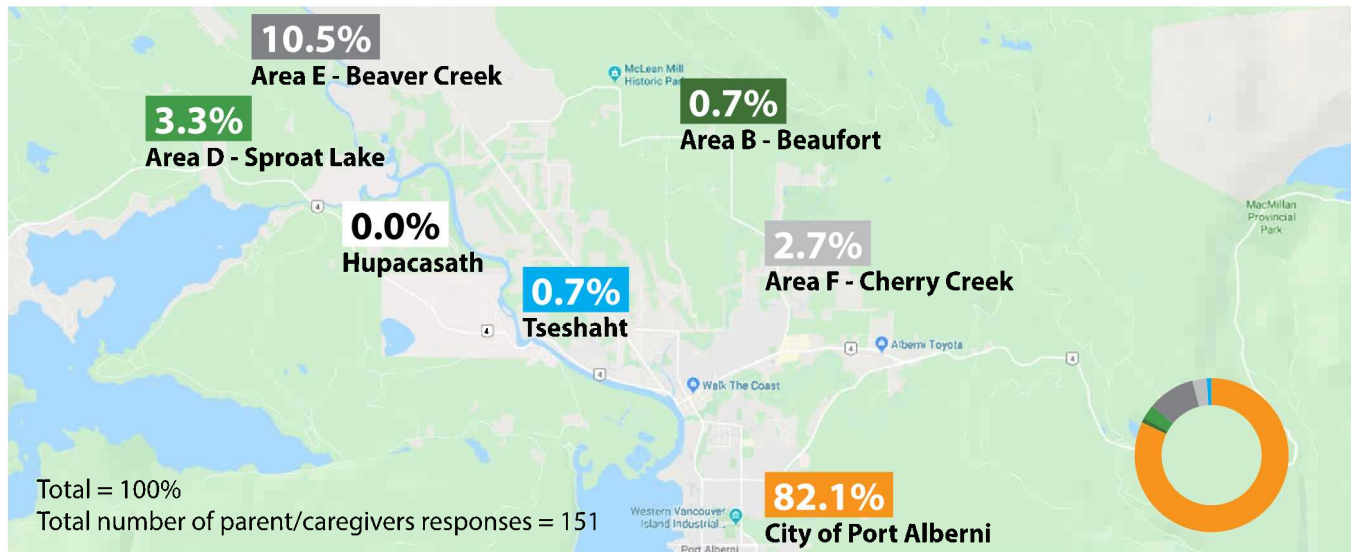 10.5%
Area E - Beaver Creek
McLean Mill
Historic Park
0.7%
Area B - Beaufort
3.3%
Area D - Sproat Lake
4
MacMillan
Provincial
Park
0.0%
Hupacasath
2.7%
Area F - Cherry Creek
0.7%
Tseshaht
4
4
Alberni Toyota
4
4
Walk The Coast
Total = 100%
Total number of parent/caregivers responses = 151
82.1%
City of Port Alberni
Western Vancouver
Island Industrial...
Port Alberni